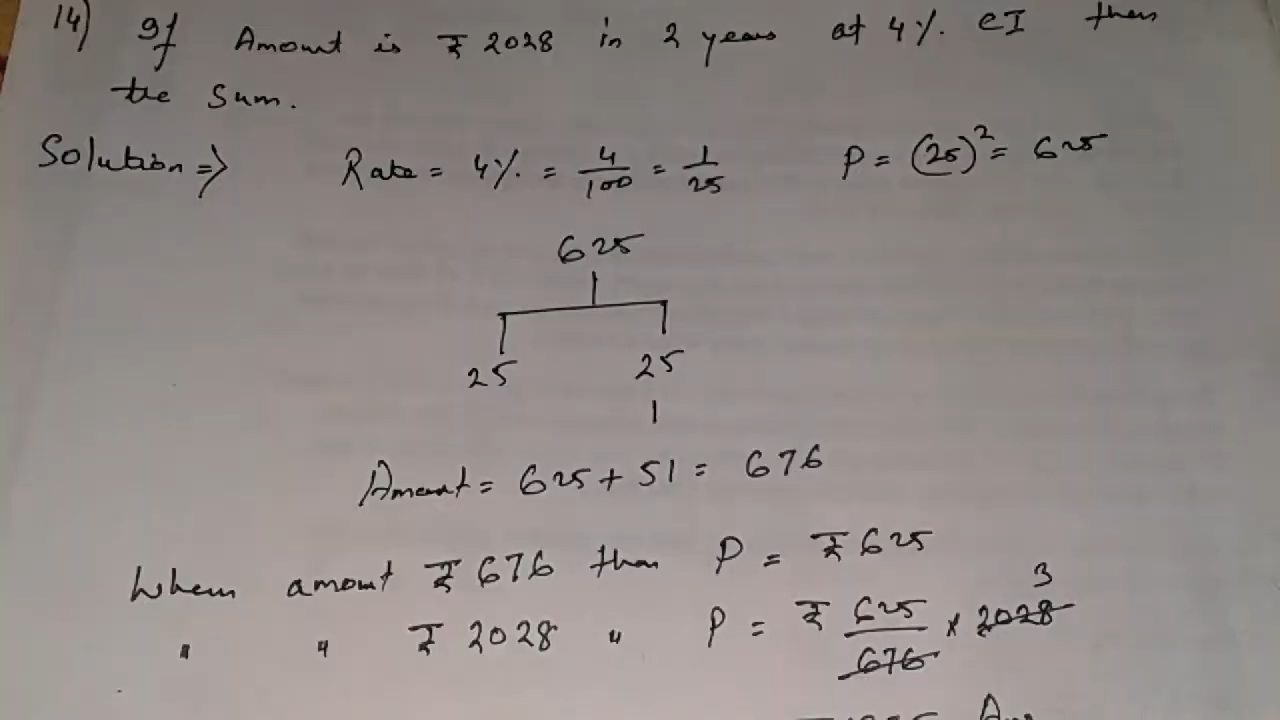 14) If Amount is ₹ 2028 in 2 years at 4%. CI then
the sum.
Solution ⇒ Rate = 4%. = 4/100 = 1/25 P = (25)² = 625
625
25 25
1
Amount = 625 + 51 = 676
When amount ₹ 676 then P = ₹ 625
" " ₹ 2028 " P = ₹ 625/676 × 2028 3